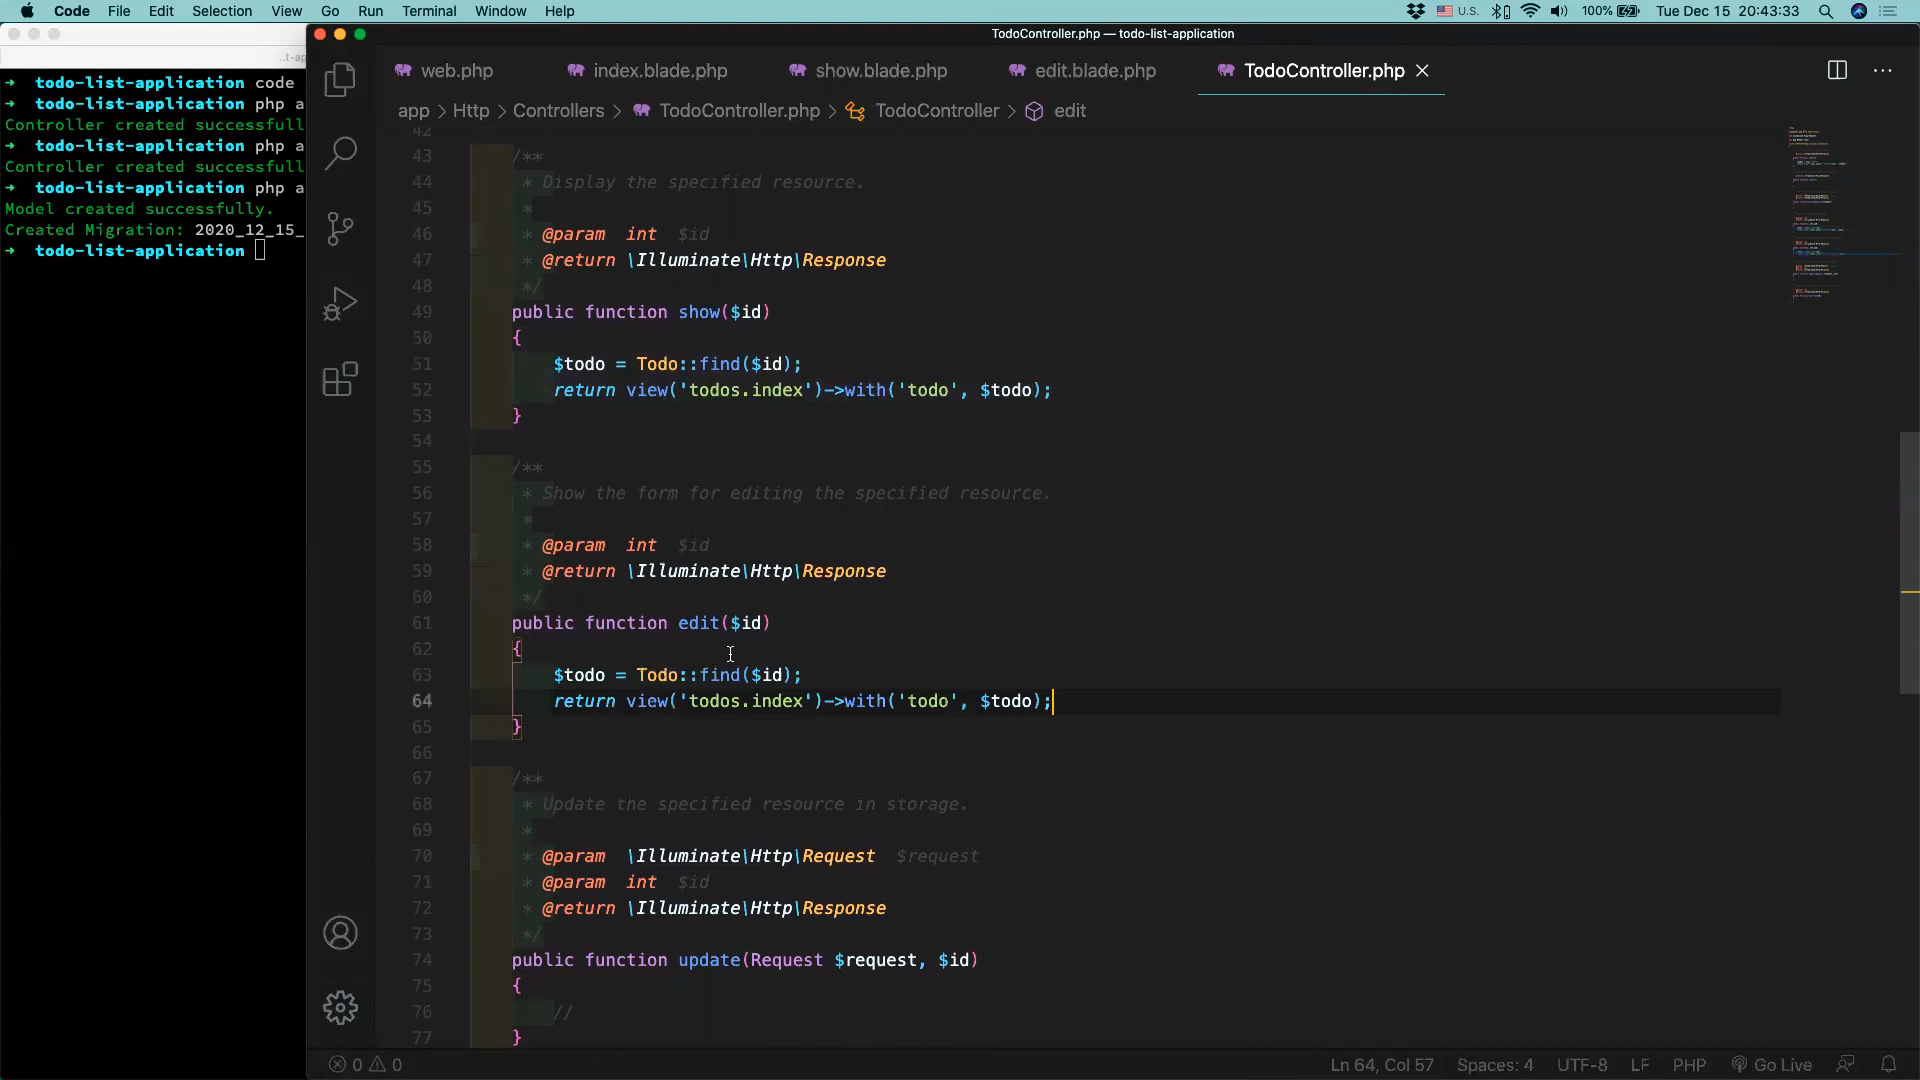 Code File Edit Selection View Go Run Terminal Window Help U.S. 100% Tue Dec 15 20:43:33
TodoController.php — todo-list-application
..t-ap
➜ todo-list-application code
➜ todo-list-application php a
Controller created successfull
➜ todo-list-application php a
Controller created successfull
➜ todo-list-application php a
Model created successfully.
Created Migration: 2020_12_15_
➜ todo-list-application
web.php index.blade.php show.blade.php edit.blade.php TodoController.php
app > Http > Controllers > TodoController.php > TodoController > edit
42
43 /**
44 * Display the specified resource.
45 *
46 * @param int $id
47 * @return \Illuminate\Http\Response
48 */
49 public function show($id)
50 {
51 $todo = Todo::find($id);
52 return view('todos.index')->with('todo', $todo);
53 }
54
55 /**
56 * Show the form for editing the specified resource.
57 *
58 * @param int $id
59 * @return \Illuminate\Http\Response
60 */
61 public function edit($id)
62 {
63 $todo = Todo::find($id);
64 return view('todos.index')->with('todo', $todo);
65 }
66
67 /**
68 * Update the specified resource in storage.
69 *
70 * @param \Illuminate\Http\Request $request
71 * @param int $id
72 * @return \Illuminate\Http\Response
73 */
74 public function update(Request $request, $id)
75 {
76 //
77 }
0 0 Ln 64, Col 57 Spaces: 4 UTF-8 LF PHP Go Live